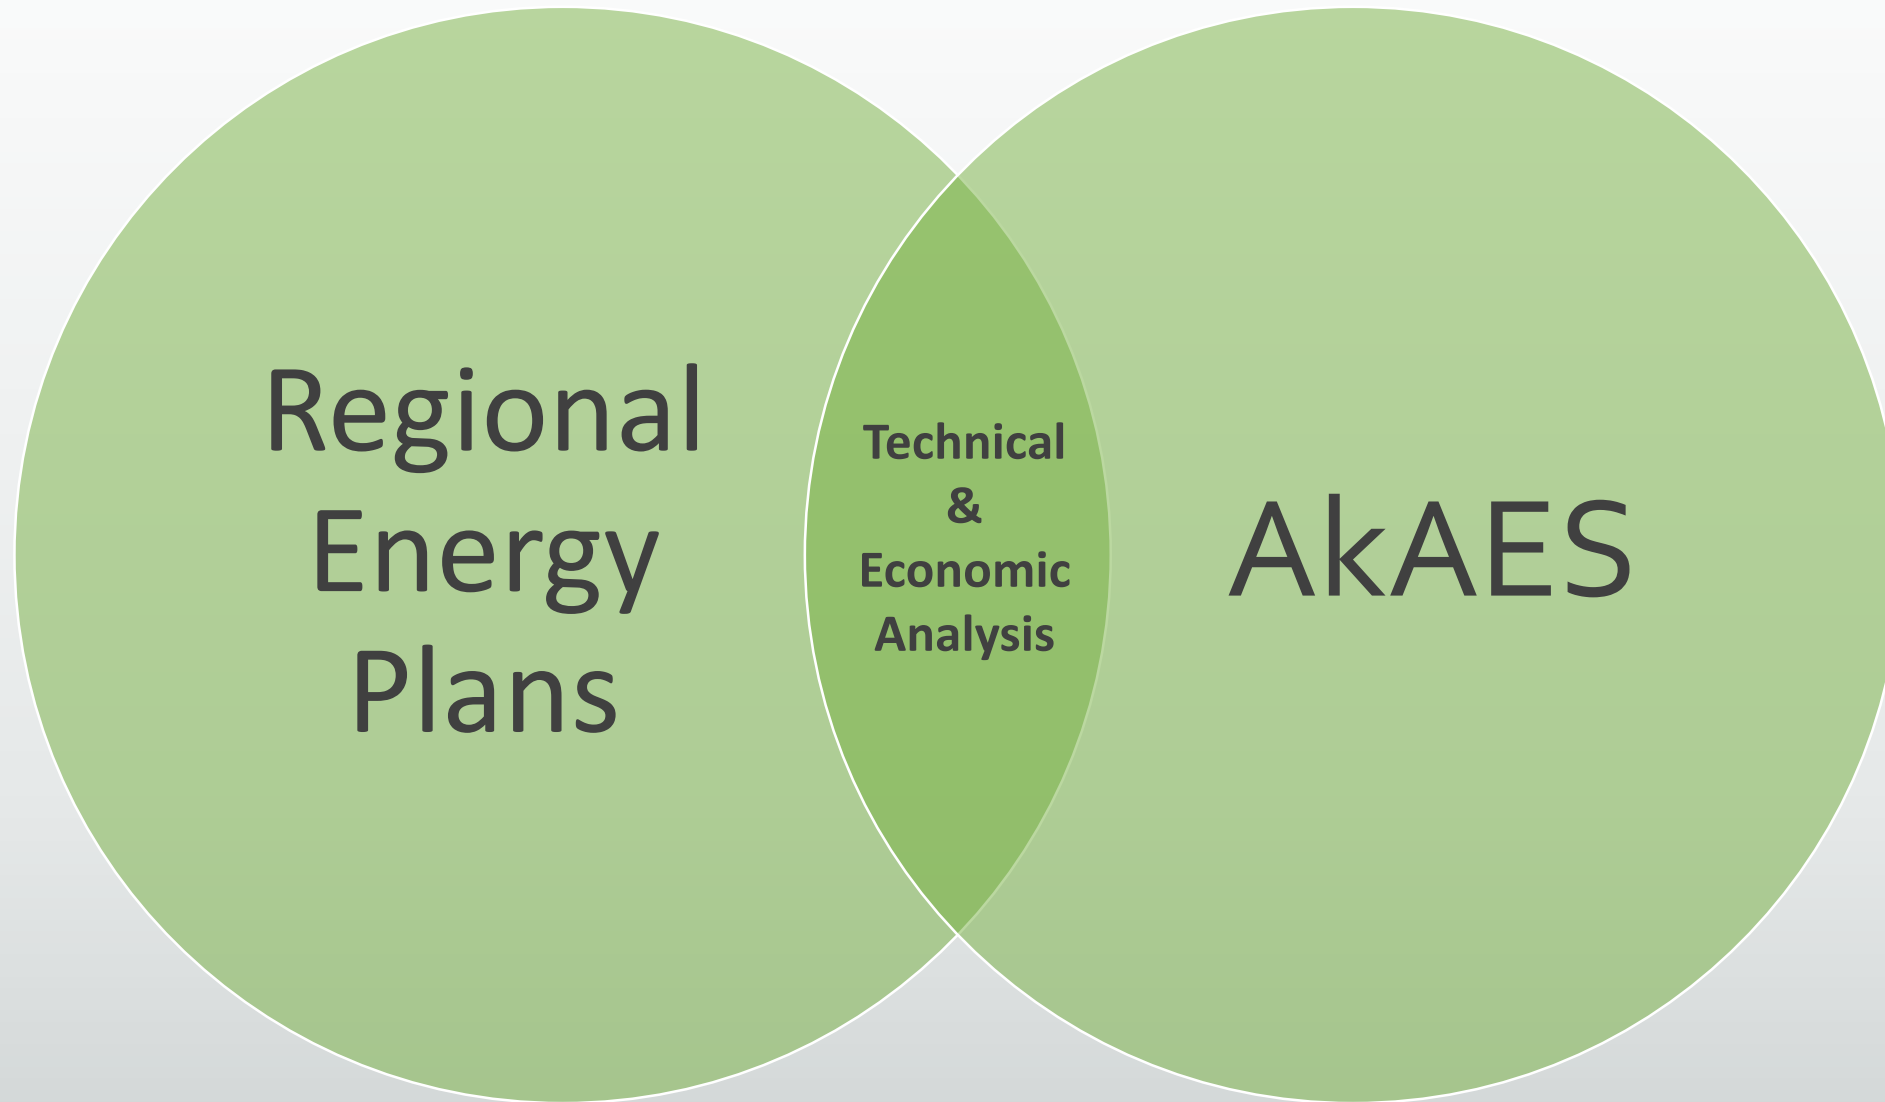 Regional
Energy
Plans
Technical
&
Economic
Analysis
AkAES